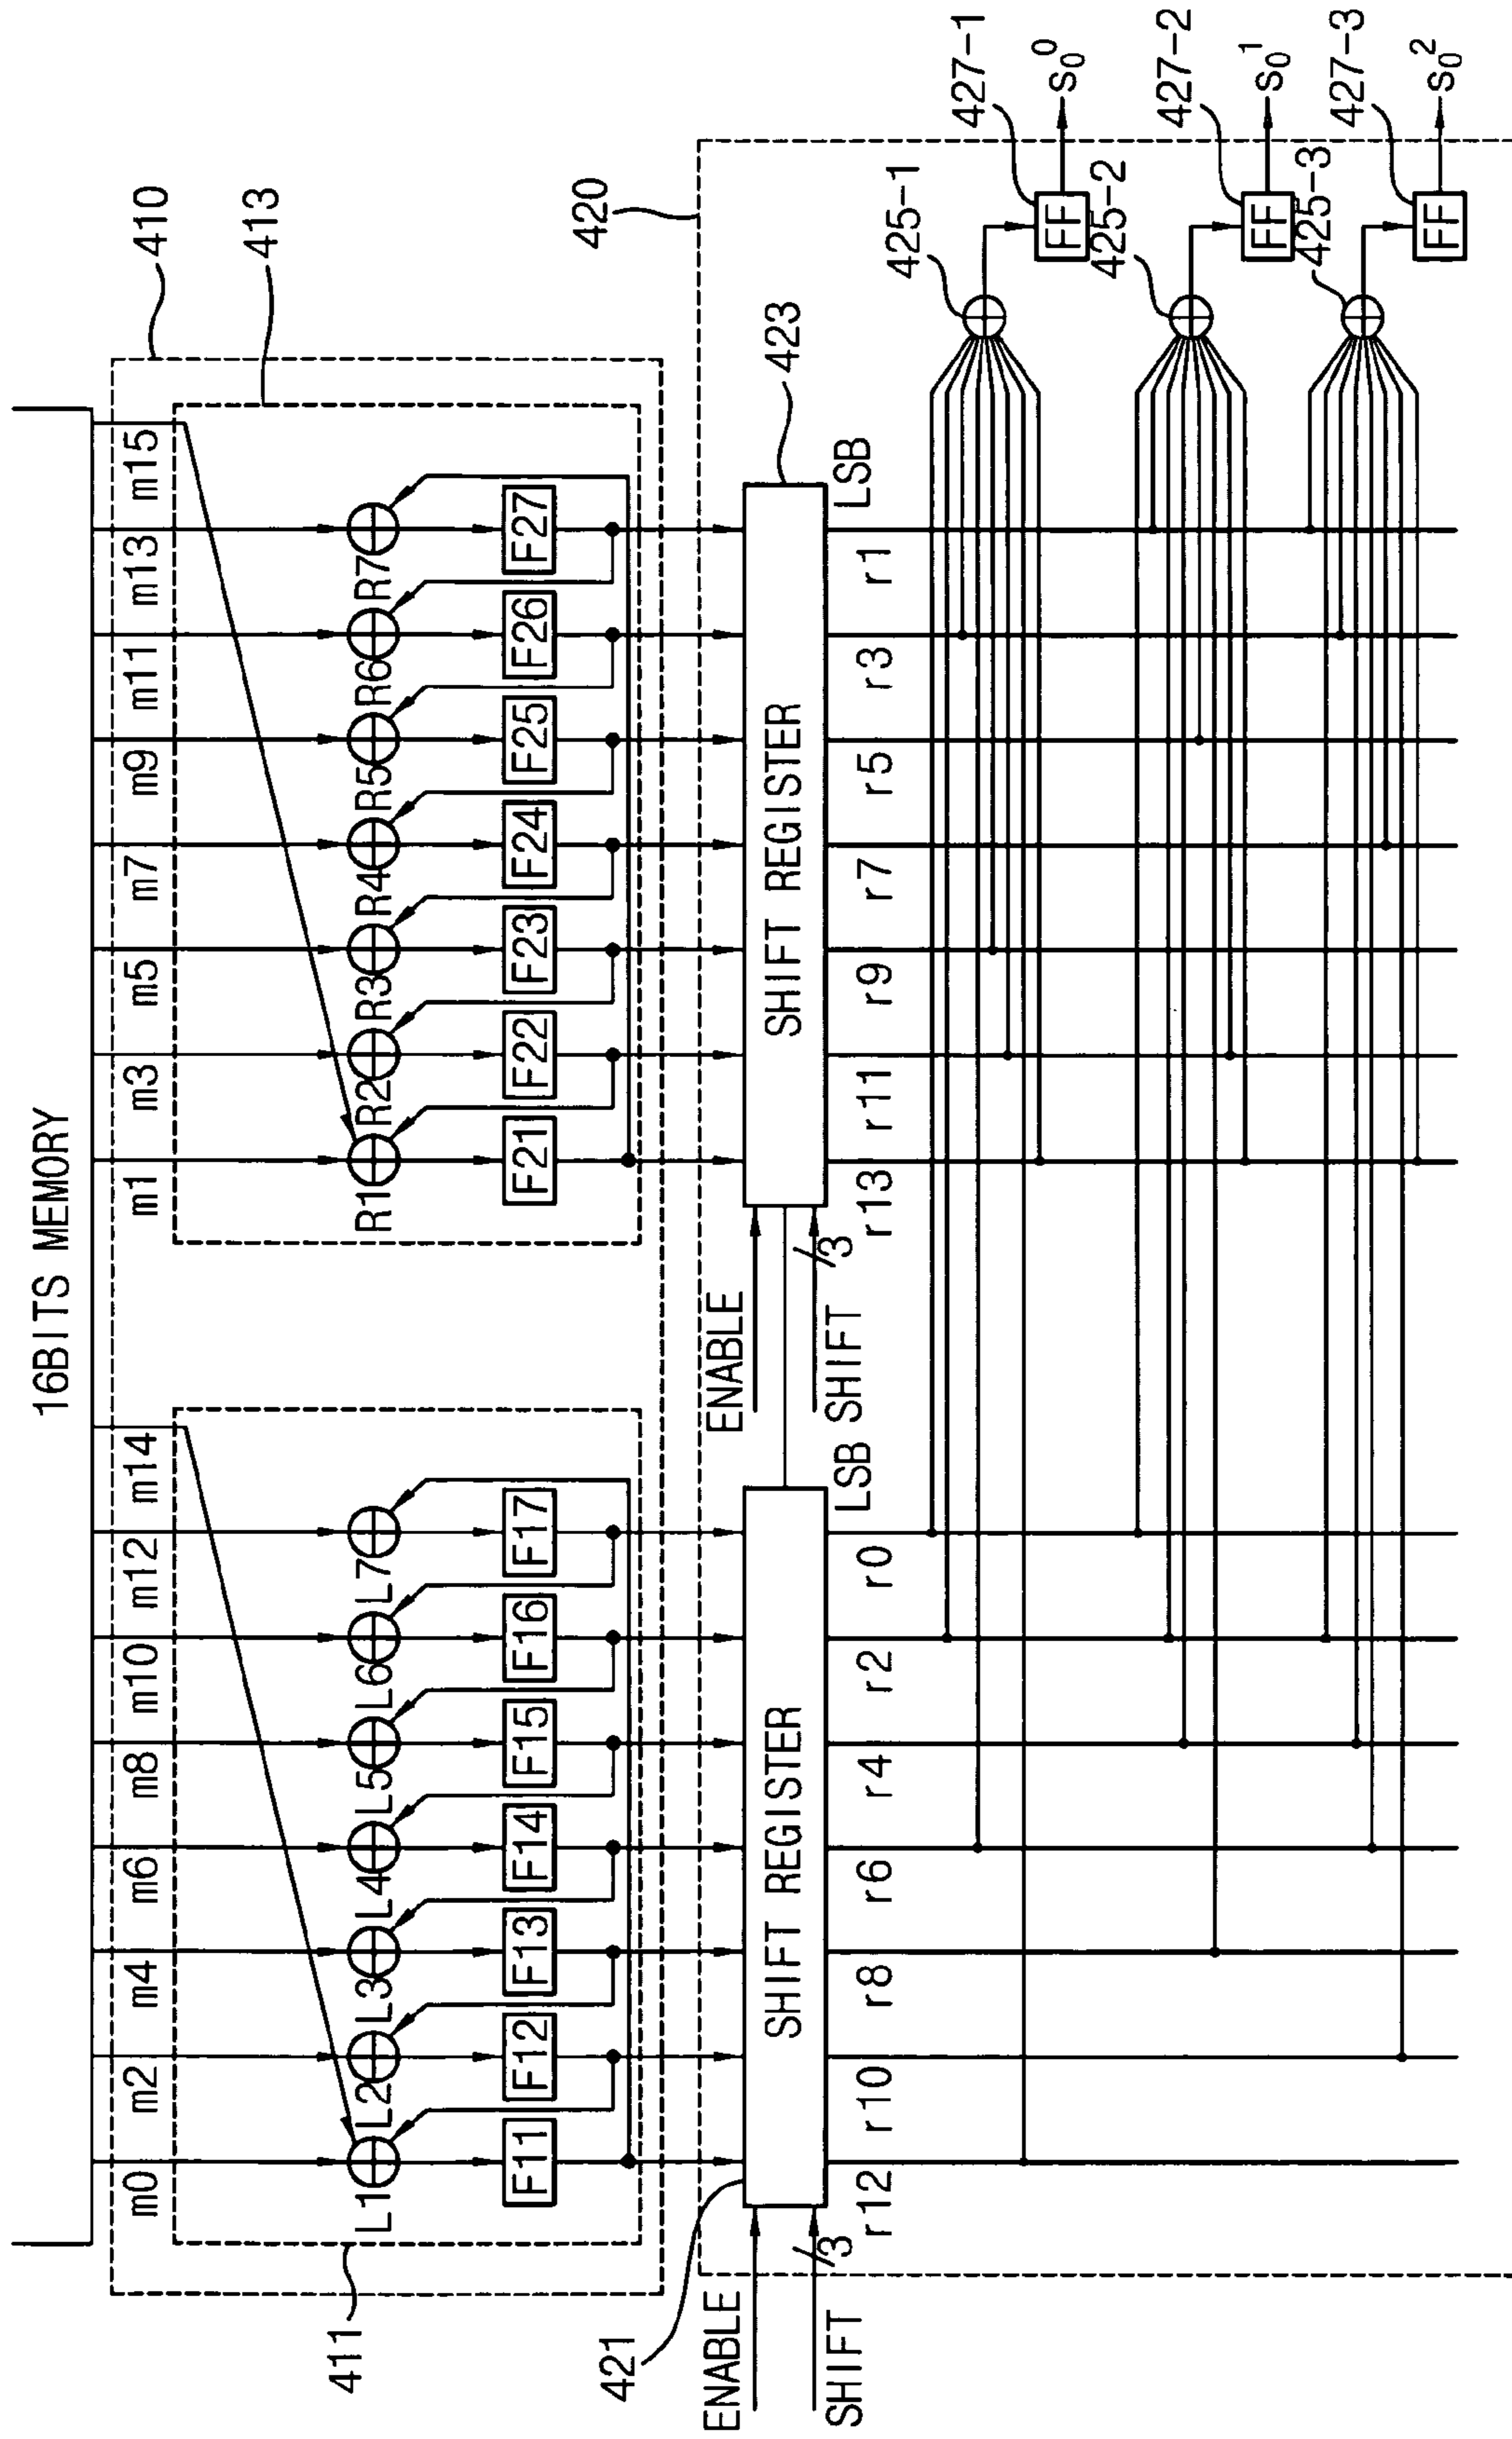 16BITS MEMORY
m0 m2 m4 m6 m8 m10 m12 m14 m1 m3 m5 m7 m9 m11 m13 m15
410
411
413
L1 L2 L3 L4 L5 L6 L7 R1 R2 R3 R4 R5 R6 R7
F11 F12 F13 F14 F15 F16 F17 F21 F22 F23 F24 F25 F26 F27
420
421
423
ENABLE SHIFT REGISTER ENABLE SHIFT REGISTER
SHIFT 3 LSB SHIFT 3 LSB
r12 r10 r8 r6 r4 r2 r0 r13 r11 r9 r7 r5 r3 r1
425-1
427-1
FF
s₀⁰
425-2
427-2
FF
s₀¹
425-3
427-3
FF
s₀²